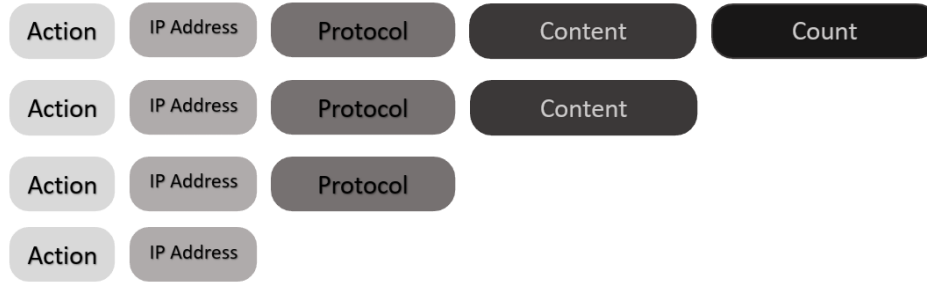 Action IP Address Protocol Content Count
Action IP Address Protocol Content
Action IP Address Protocol
Action IP Address